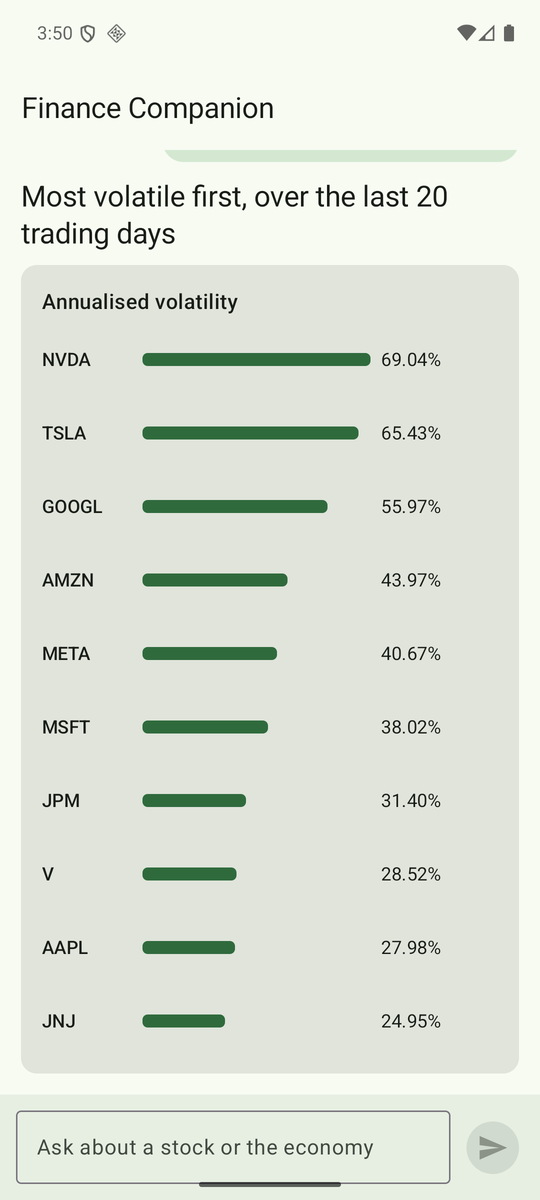 3:50
Finance Companion
Most volatile first, over the last 20
trading days
Annualised volatility
NVDA 69.04%
TSLA 65.43%
GOOGL 55.97%
AMZN 43.97%
META 40.67%
MSFT 38.02%
JPM 31.40%
V 28.52%
AAPL 27.98%
JNJ 24.95%
Ask about a stock or the economy